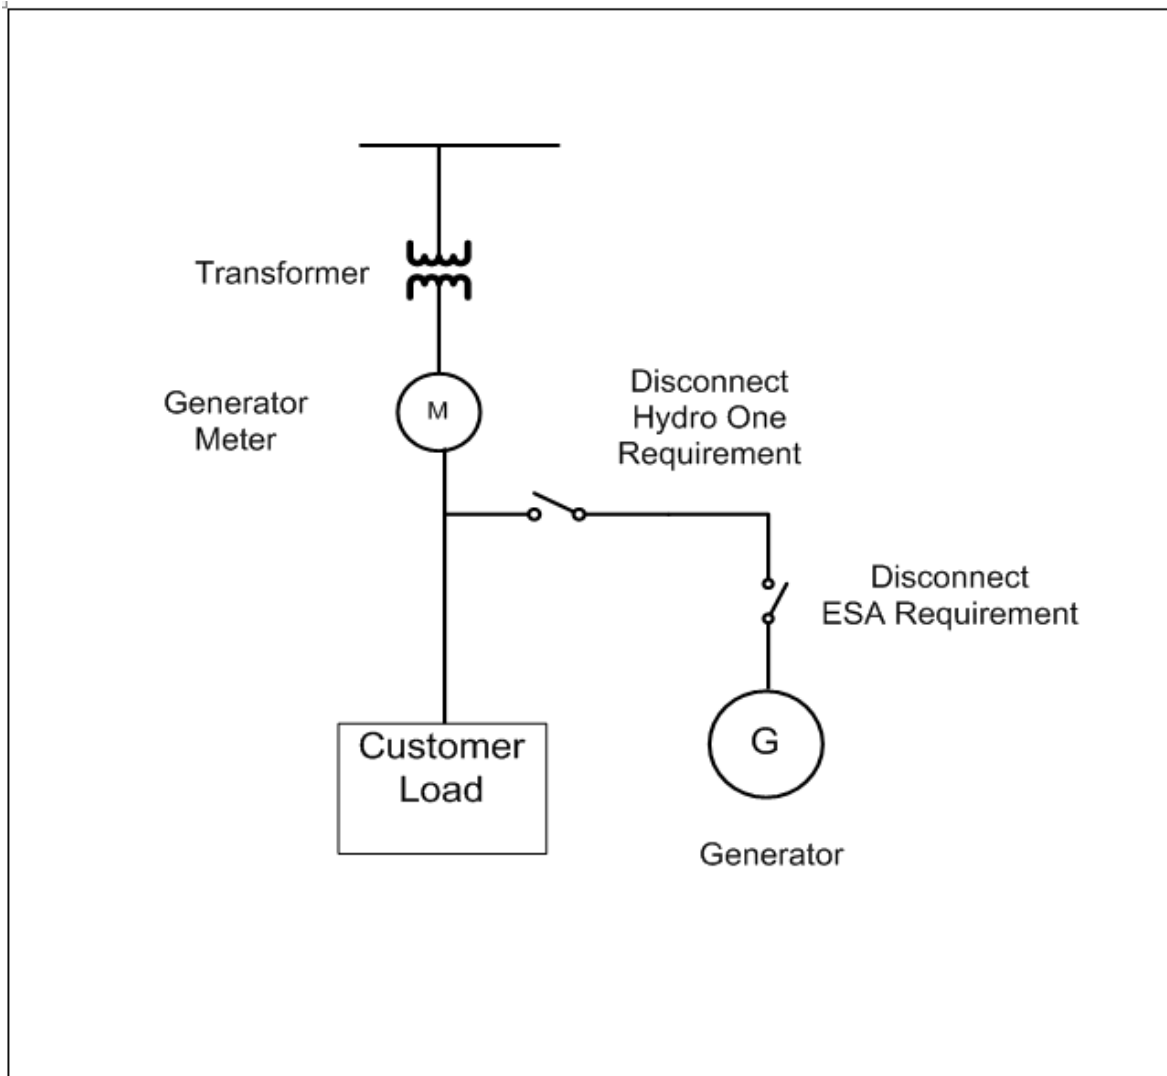 Transformer
Generator
Meter
M
Disconnect
Hydro One
Requirement
Disconnect
ESA Requirement
Customer
Load
G
Generator